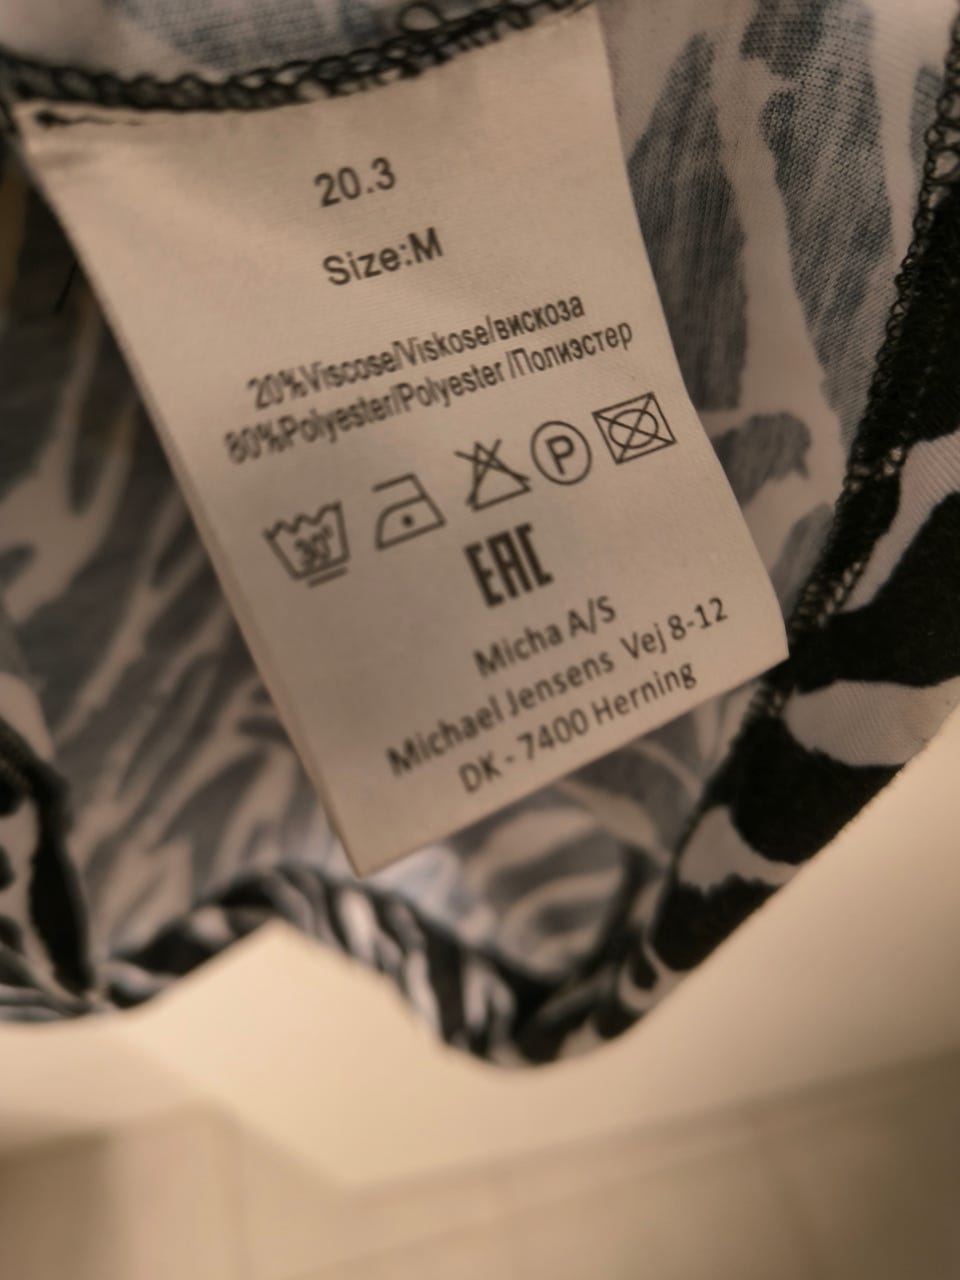 20.3
Size:M
20%Viscose/Viskose/вискоза
80%Polyester/Polyester /Полиэстер
30° P
EAC
Micha A/S
Michael Jensens Vej 8-12
DK - 7400 Herning